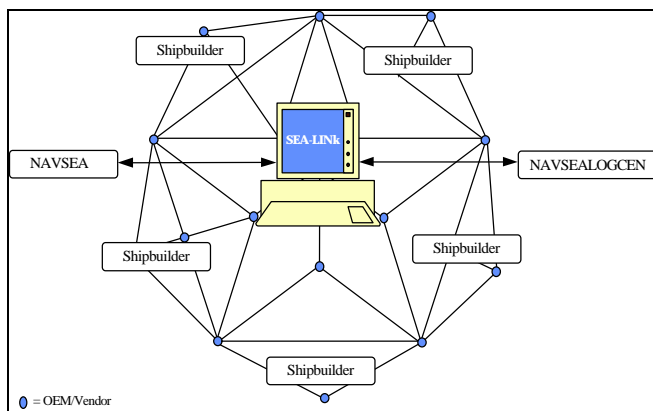 Shipbuilder
Shipbuilder
SEA-LINk
NAVSEA
NAVSEALOGCEN
Shipbuilder
Shipbuilder
Shipbuilder
= OEM/Vendor